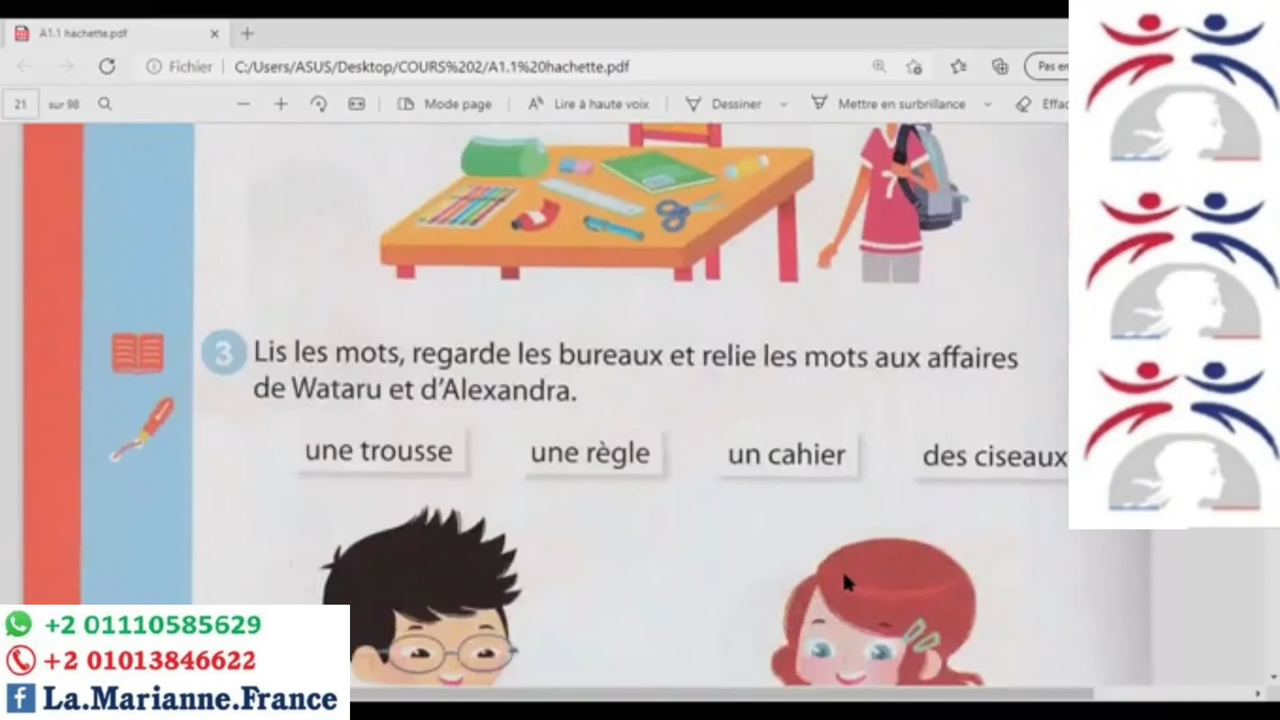 A1.1 hachette.pdf
Fichier
C:/Users/ASUS/Desktop/COURS%202/A1.1%20hachette.pdf
Pas en
21 sur 98
Mode page
Lire à haute voix
Dessiner
Mettre en surbrillance
3 Lis les mots, regarde les bureaux et relie les mots aux affaires
de Wataru et d'Alexandra.
une trousse
une règle
un cahier
des ciseaux
+2 01110585629
+2 01013846622
La.Marianne.France